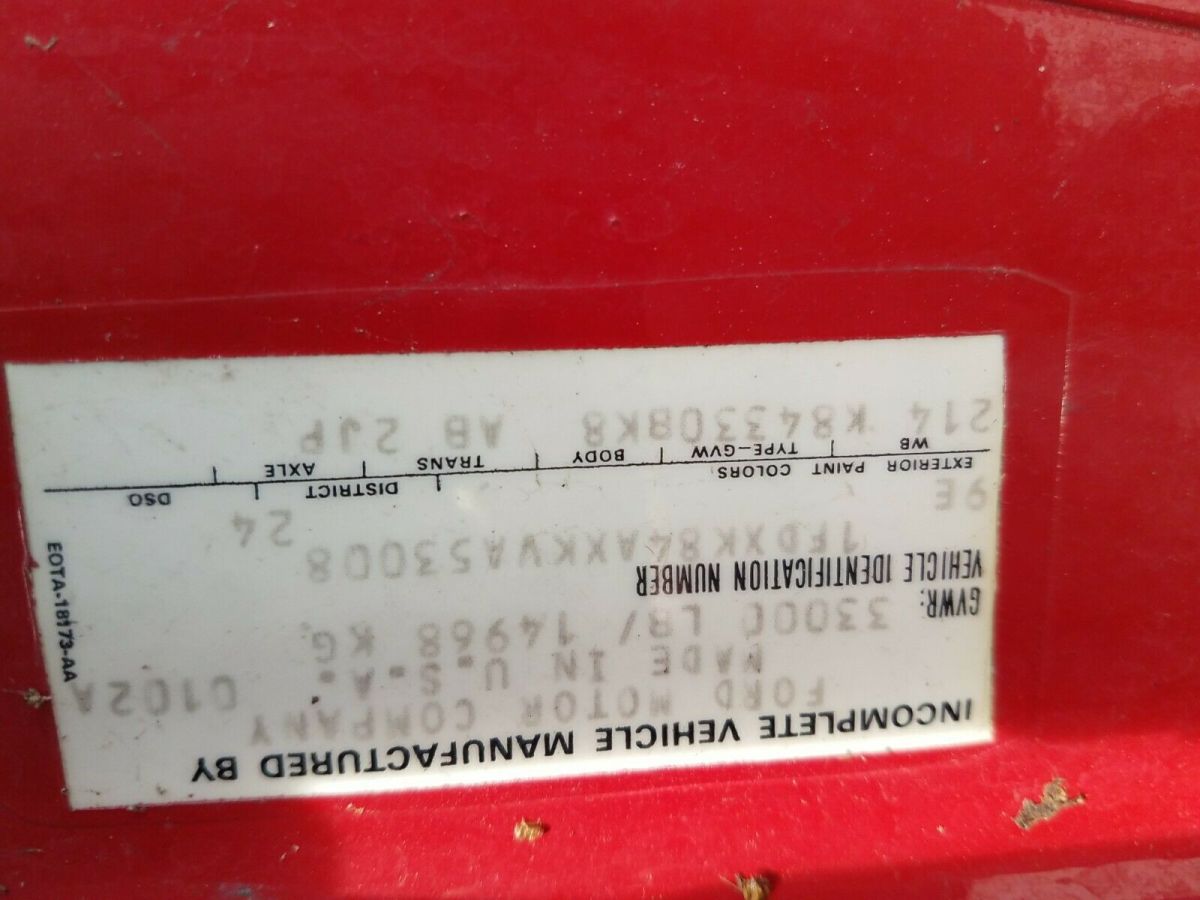 INCOMPLETE VEHICLE MANUFACTURED BY
FORD MOTOR COMPANY 0102A
MADE IN U.S.A.
GVWR: 33000 LB/ 14968 KG
VEHICLE IDENTIFICATION NUMBER
1FDXK84AXKVA53008
9E 24
EXTERIOR PAINT COLORS DISTRICT DSO
WB TYPE-GVW BODY TRANS AXLE
214 K84330BK8 AB 2JP
EOTA-18173-AA